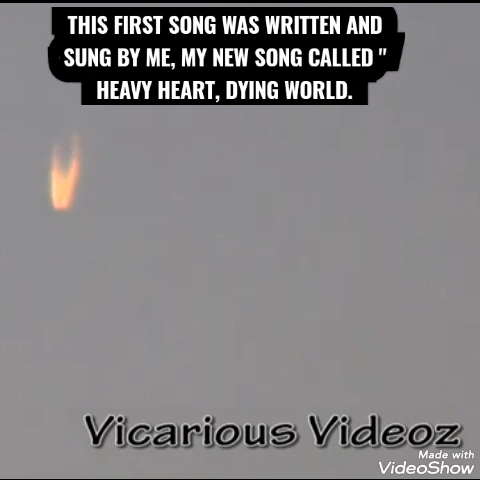 THIS FIRST SONG WAS WRITTEN AND
SUNG BY ME, MY NEW SONG CALLED "
HEAVY HEART, DYING WORLD.
Vicarious Videoz
Made with
VideoShow